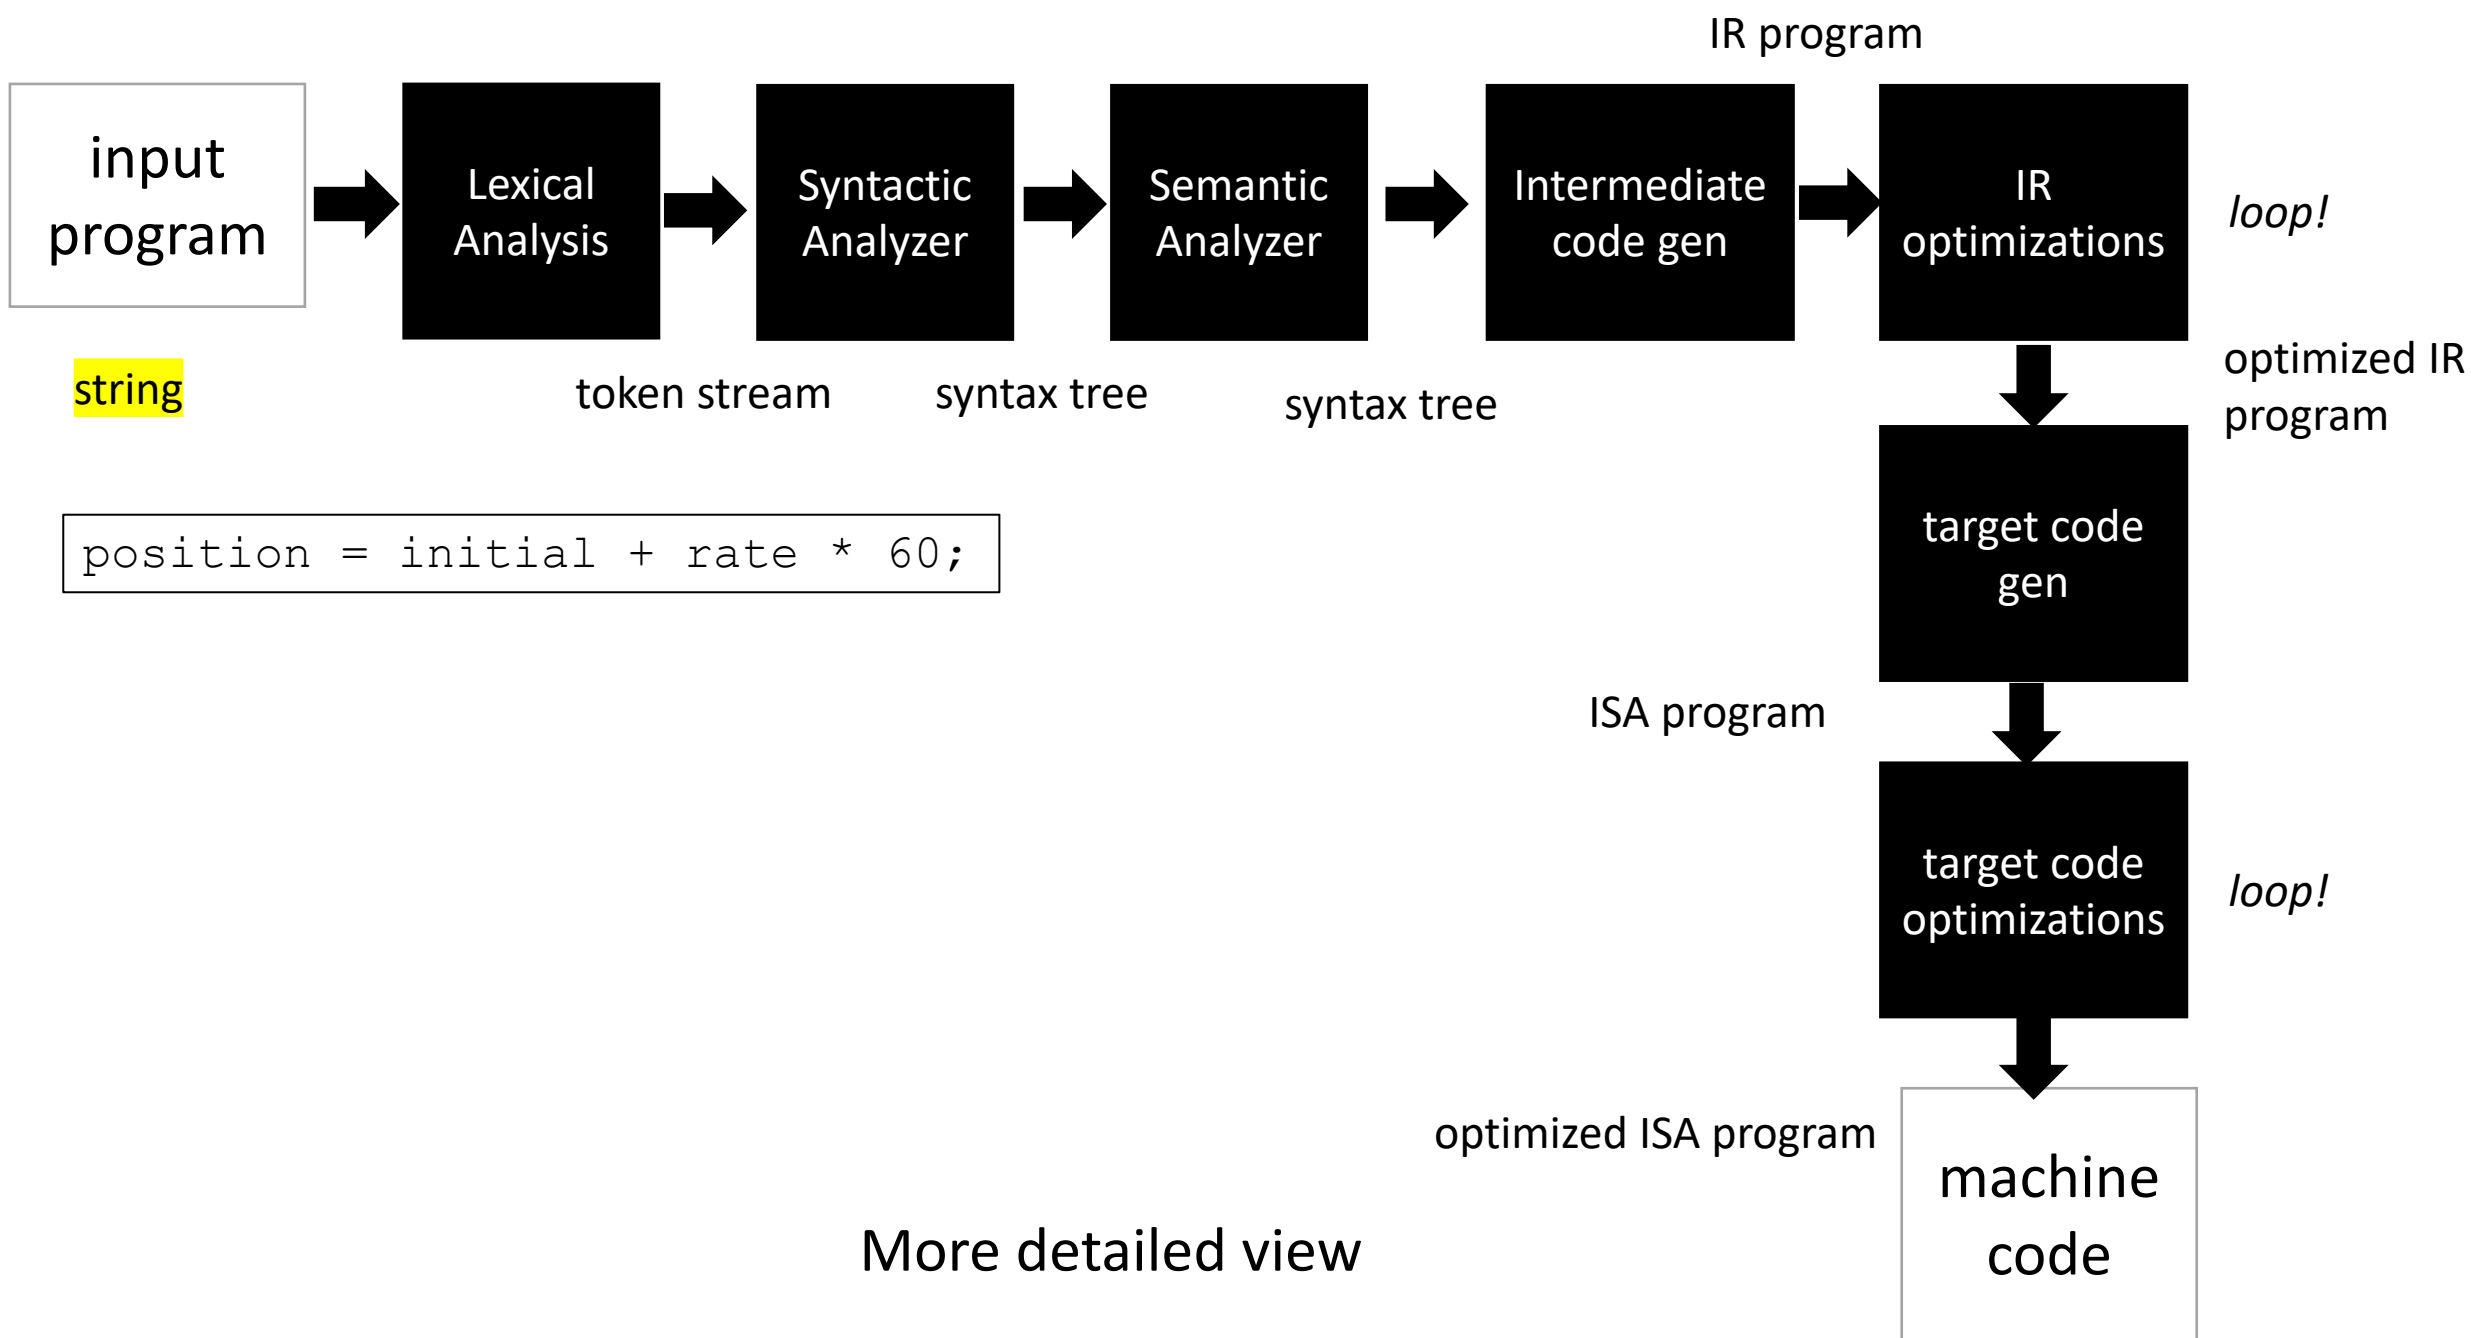 IR program
input
program
Lexical
Analysis
Syntactic
Analyzer
Semantic
Analyzer
Intermediate
code gen
IR
optimizations
loop!
string
token stream
syntax tree
syntax tree
optimized IR
program
position = initial + rate * 60;
target code
gen
ISA program
target code
optimizations
loop!
optimized ISA program
machine
code
More detailed view